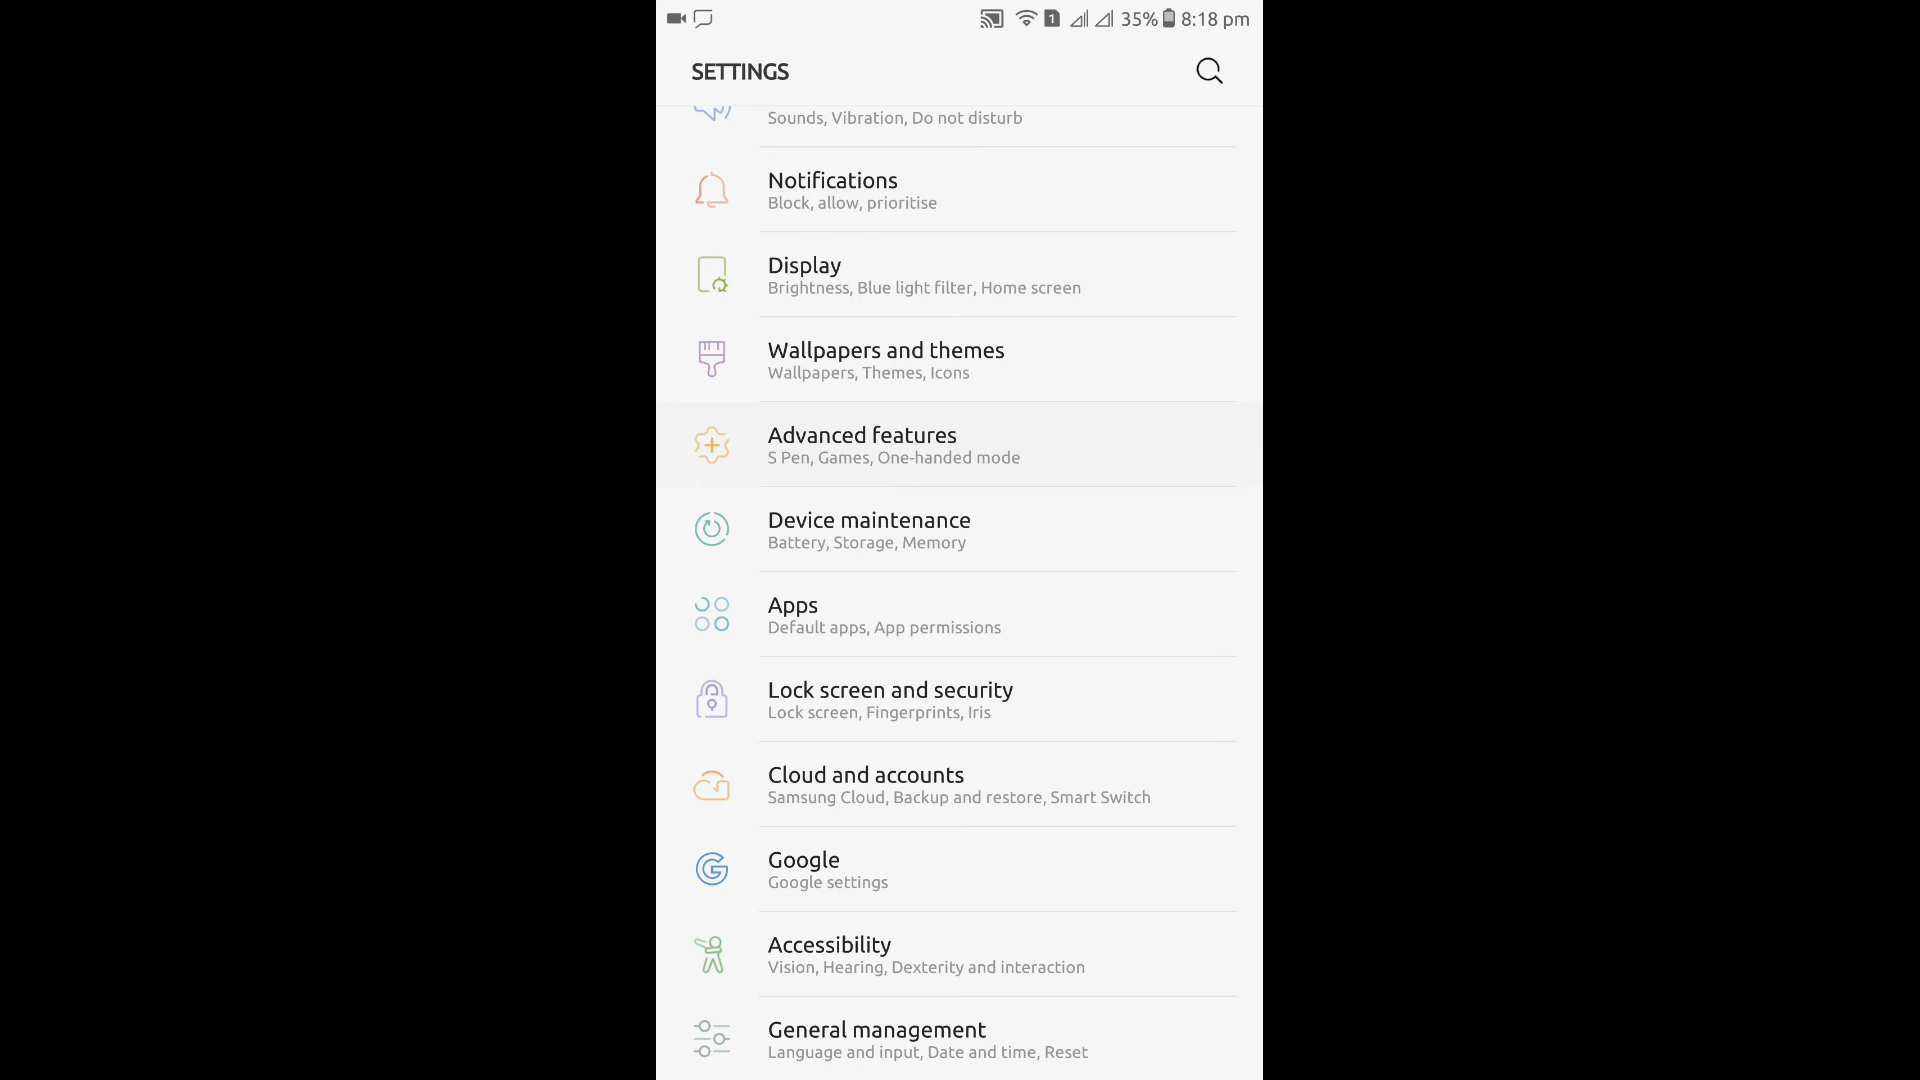 1 35% 8:18 pm
SETTINGS
Sounds, Vibration, Do not disturb
Notifications
Block, allow, prioritise
Display
Brightness, Blue light filter, Home screen
Wallpapers and themes
Wallpapers, Themes, Icons
Advanced features
S Pen, Games, One-handed mode
Device maintenance
Battery, Storage, Memory
Apps
Default apps, App permissions
Lock screen and security
Lock screen, Fingerprints, Iris
Cloud and accounts
Samsung Cloud, Backup and restore, Smart Switch
Google
Google settings
Accessibility
Vision, Hearing, Dexterity and interaction
General management
Language and input, Date and time, Reset